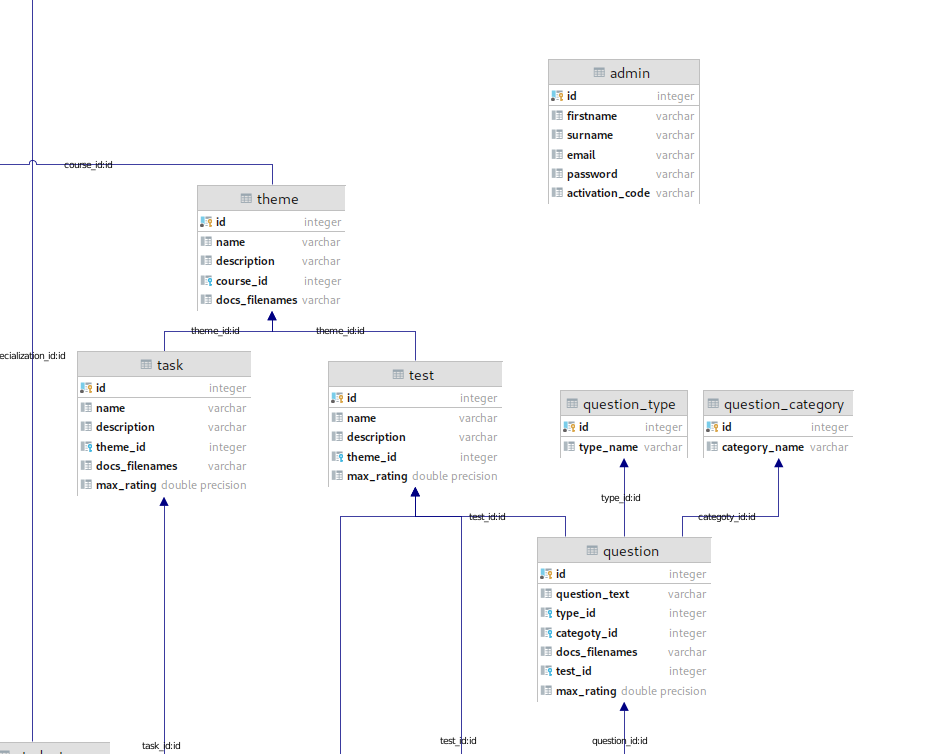 admin
id integer
firstname varchar
surname varchar
email varchar
password varchar
activation_code varchar
course_id:id
theme
id integer
name varchar
description varchar
course_id integer
docs_filenames varchar
theme_id:id theme_id:id
ecialization_id:id
task
id integer
name varchar
description varchar
theme_id integer
docs_filenames varchar
max_rating double precision
test
id integer
name varchar
description varchar
theme_id integer
max_rating double precision
question_type
id integer
type_name varchar
question_category
id integer
category_name varchar
type_id:id
test_id:id
categoty_id:id
question
id integer
question_text varchar
type_id integer
categoty_id integer
docs_filenames varchar
test_id integer
max_rating double precision
task_id:id
test_id:id
question_id:id